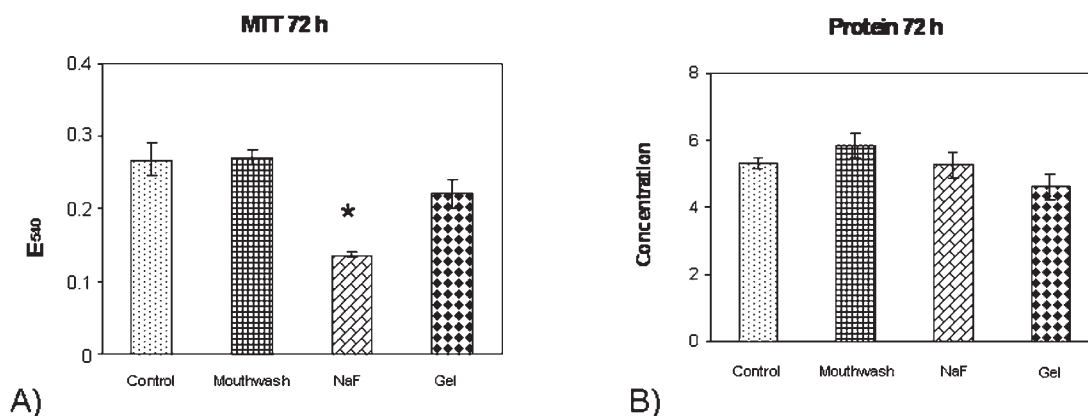 MTT 72 h
0.4
0.3
0.2
0.1
0
E540
*
Control Mouthwash NaF Gel
A)
Protein 72 h
8
6
4
2
0
Concentration
Control Mouthwash NaF Gel
B)